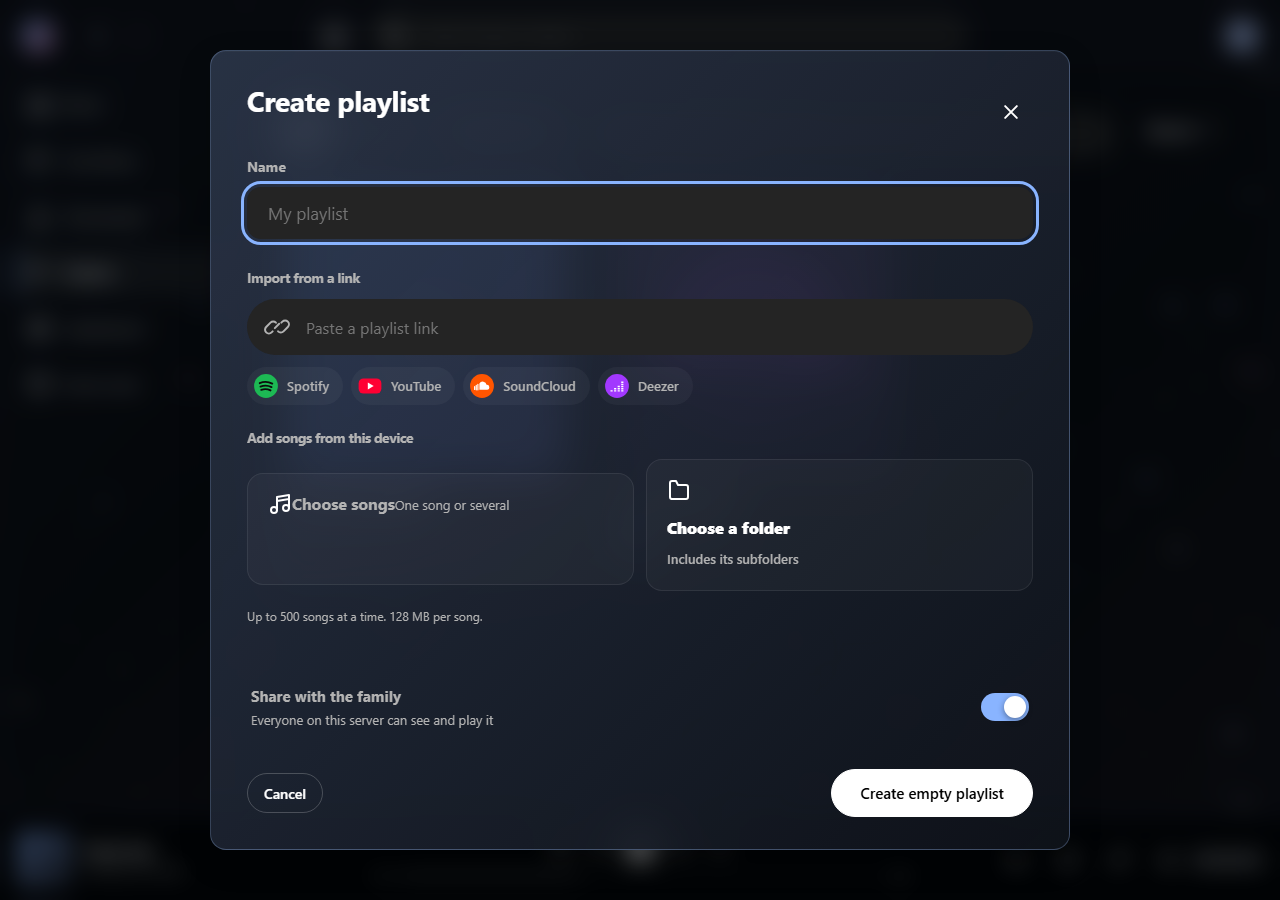 Create playlist
Name
My playlist
Import from a link
Paste a playlist link
Spotify YouTube SoundCloud Deezer
Add songs from this device
Choose songs One song or several
Choose a folder
Includes its subfolders
Up to 500 songs at a time. 128 MB per song.
Share with the family
Everyone on this server can see and play it
Cancel Create empty playlist